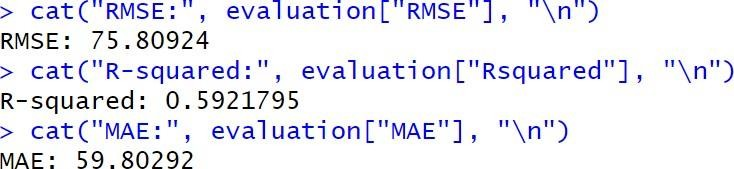 > cat("RMSE:", evaluation["RMSE"], "\n")
RMSE: 75.80924
> cat("R-squared:", evaluation["Rsquared"], "\n")
R-squared: 0.5921795
> cat("MAE:", evaluation["MAE"], "\n")
MAE: 59.80292